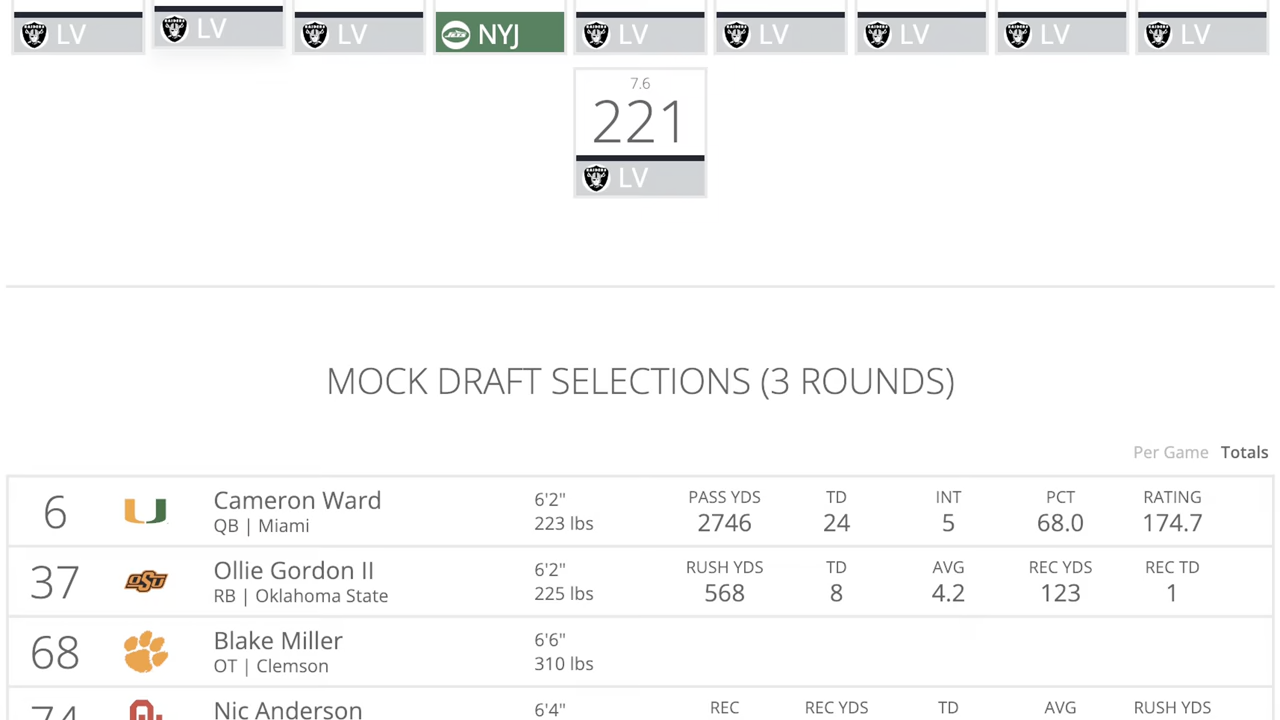 LV LV LV NYJ LV LV LV LV LV
7.6
221
LV
MOCK DRAFT SELECTIONS (3 ROUNDS)
Per Game Totals
6 Cameron Ward 6'2" PASS YDS TD INT PCT RATING
QB | Miami 223 lbs 2746 24 5 68.0 174.7
37 Ollie Gordon II 6'2" RUSH YDS TD AVG REC YDS REC TD
RB | Oklahoma State 225 lbs 568 8 4.2 123 1
68 Blake Miller 6'6"
OT | Clemson 310 lbs
74 Nic Anderson 6'4" REC REC YDS TD AVG RUSH YDS